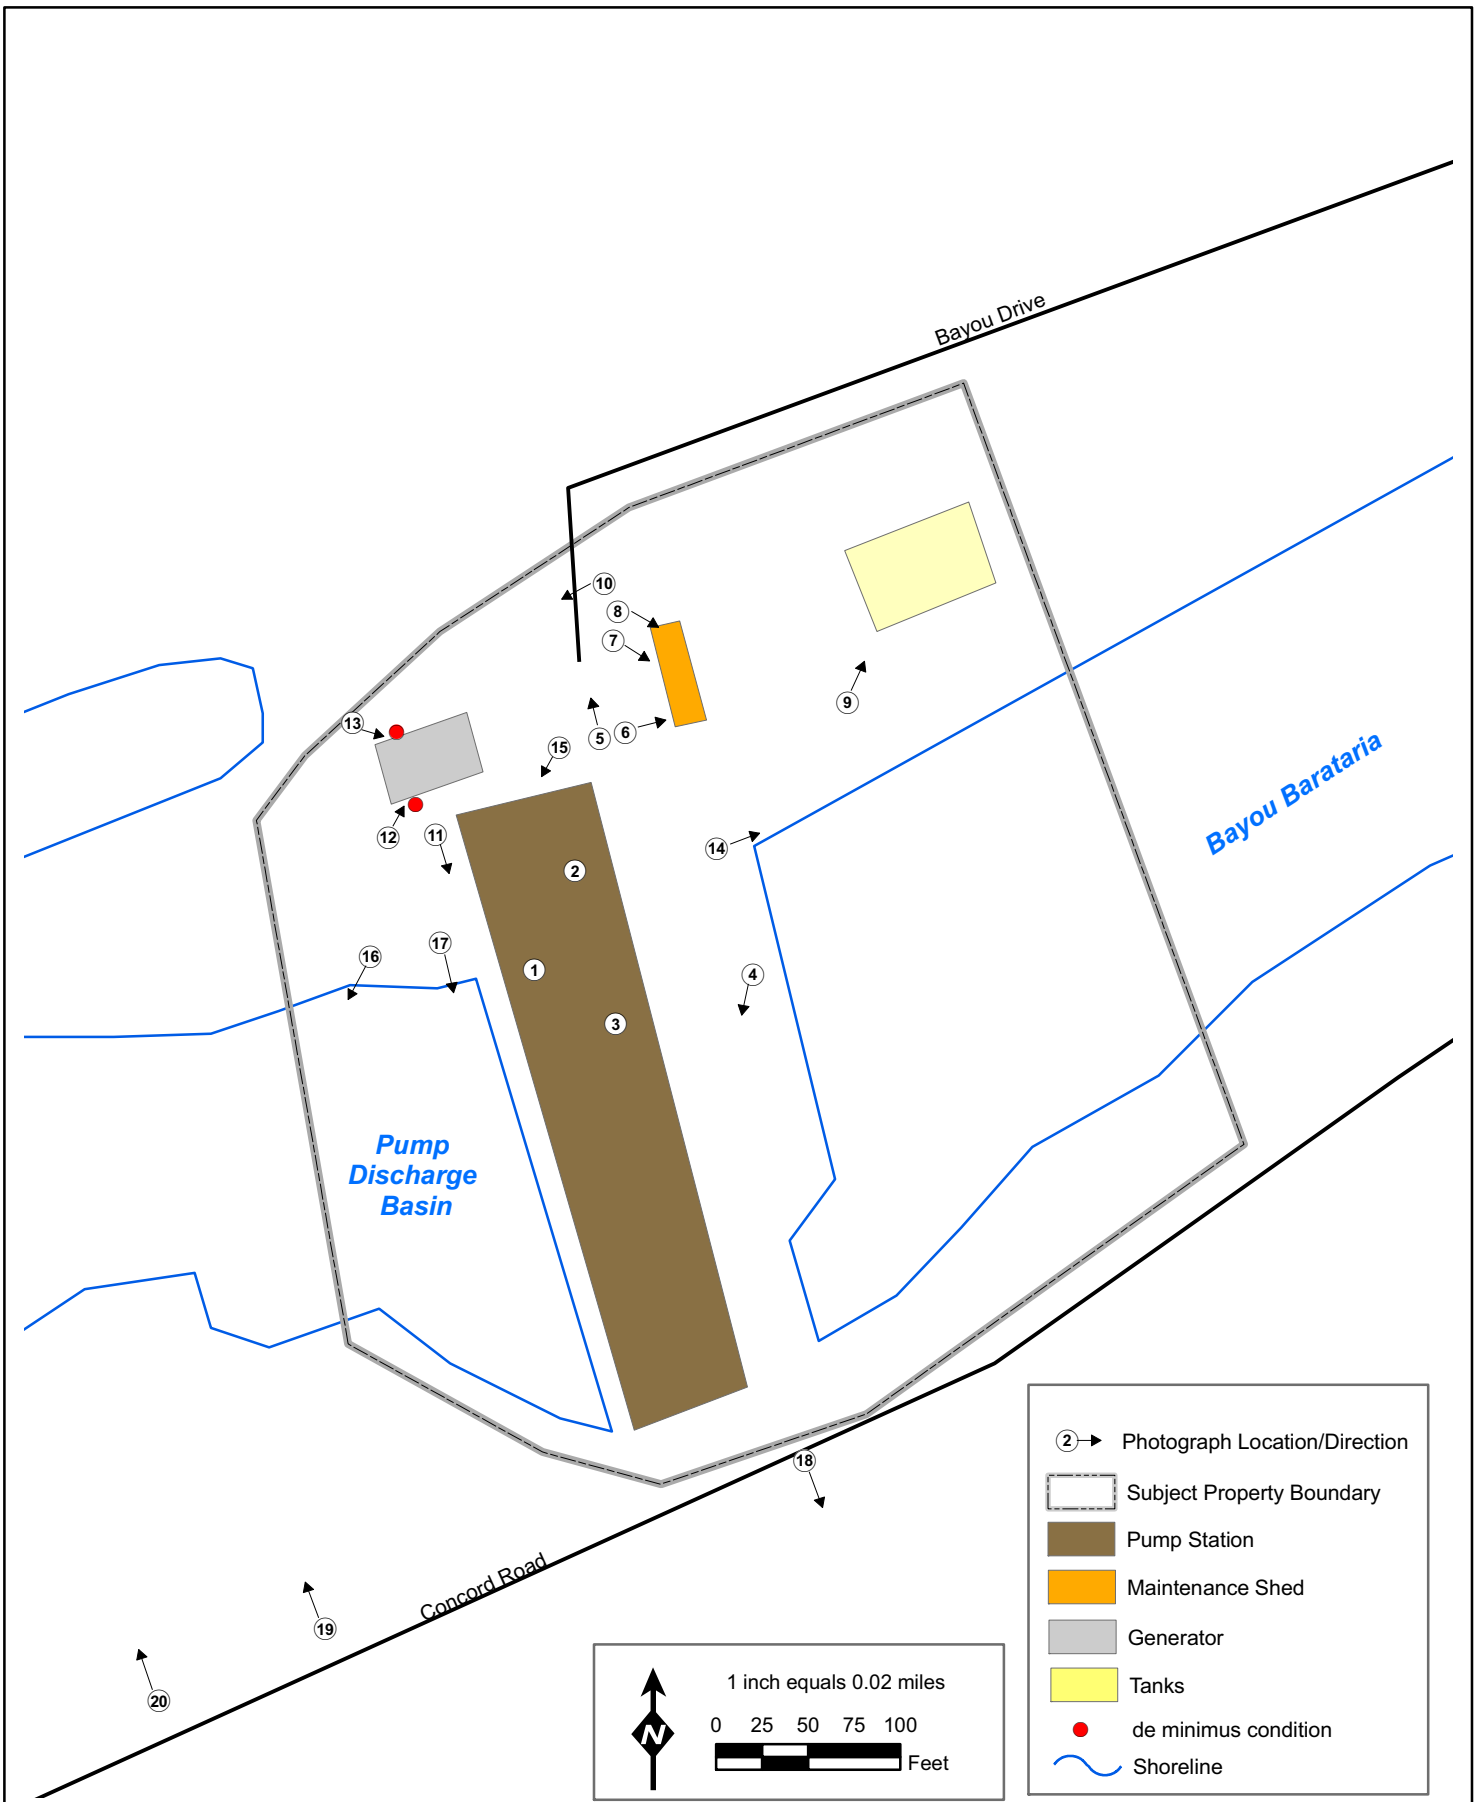 Bayou Drive
10
8
7
9
13
5
6
15
12
11
14
2
17
16
1
4
3
Bayou Barataria
Pump
Discharge
Basin
18
Concord Road
19
20
2 Photograph Location/Direction
Subject Property Boundary
Pump Station
Maintenance Shed
Generator
Tanks
de minimus condition
Shoreline
1 inch equals 0.02 miles
0 25 50 75 100
Feet
N